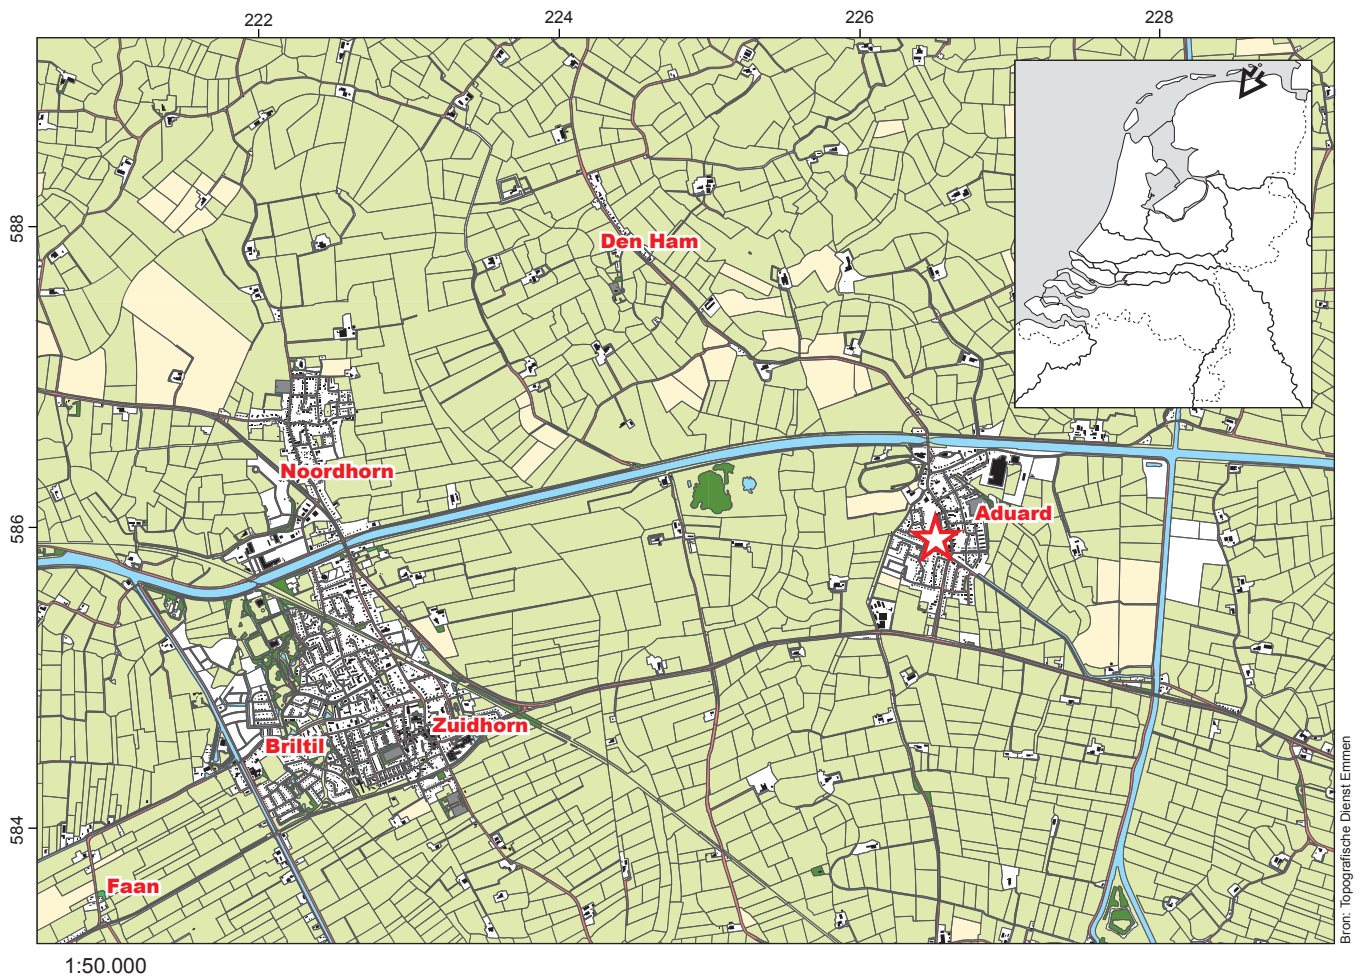 222
224
226
228
588
Den Ham
Noordhorn
Aduard
586
Zuidhorn
Briltil
584
Faan
Bron: Topografische Dienst Emmen
1:50.000